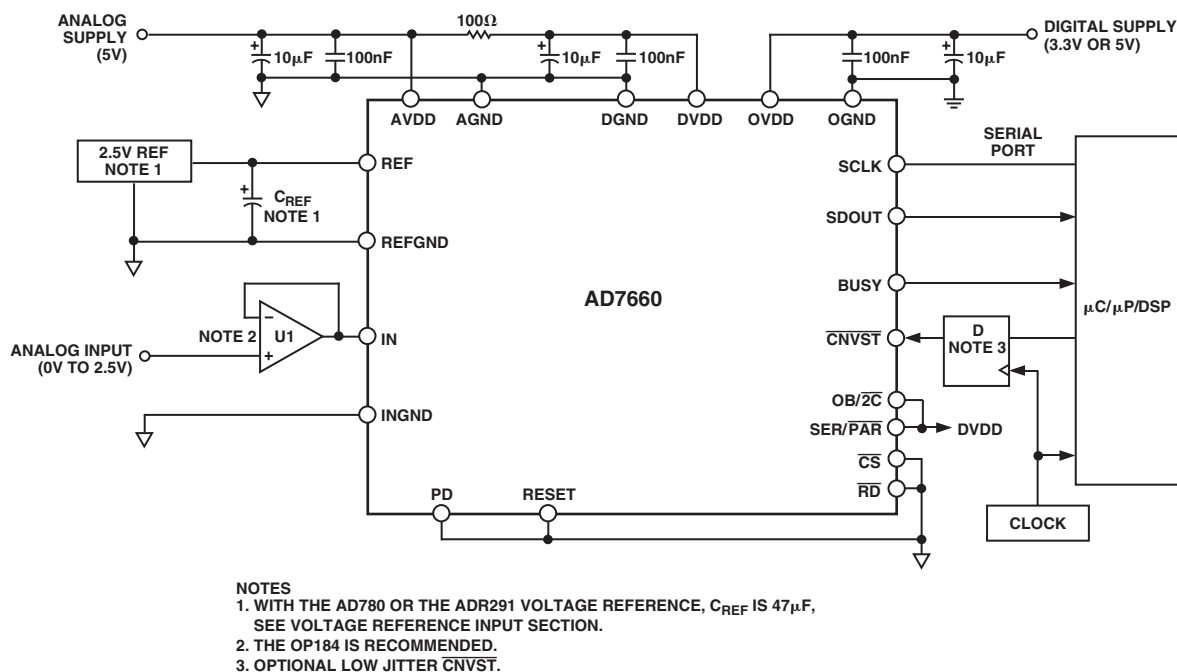 ANALOG
SUPPLY
(5V)
100Ω
DIGITAL SUPPLY
(3.3V OR 5V)
+
10μF
100nF
+
10μF
100nF
100nF
+
10μF
AVDD
AGND
DGND
DVDD
OVDD
OGND
SERIAL
PORT
2.5V REF
NOTE 1
REF
SCLK
+
CREF
NOTE 1
SDOUT
REFGND
BUSY
AD7660
μC/μP/DSP
–
NOTE 2
U1
+
IN
CNVST
D
NOTE 3
ANALOG INPUT
(0V TO 2.5V)
OB/2C
INGND
SER/PAR
DVDD
CS
RD
PD
RESET
CLOCK
NOTES
1. WITH THE AD780 OR THE ADR291 VOLTAGE REFERENCE, CREF IS 47μF,
SEE VOLTAGE REFERENCE INPUT SECTION.
2. THE OP184 IS RECOMMENDED.
3. OPTIONAL LOW JITTER CNVST.